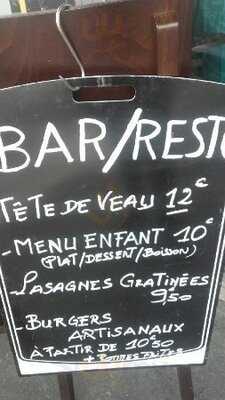 BAR/REST
TÊTE DE VEAU 12€
-MENU ENFANT 10€
(PLAT/DESSERT/BOISSON)
-LASAGNES GRATINÉES
9,50
-BURGERS
ARTISANAUX
À PARTIR DE 10€50